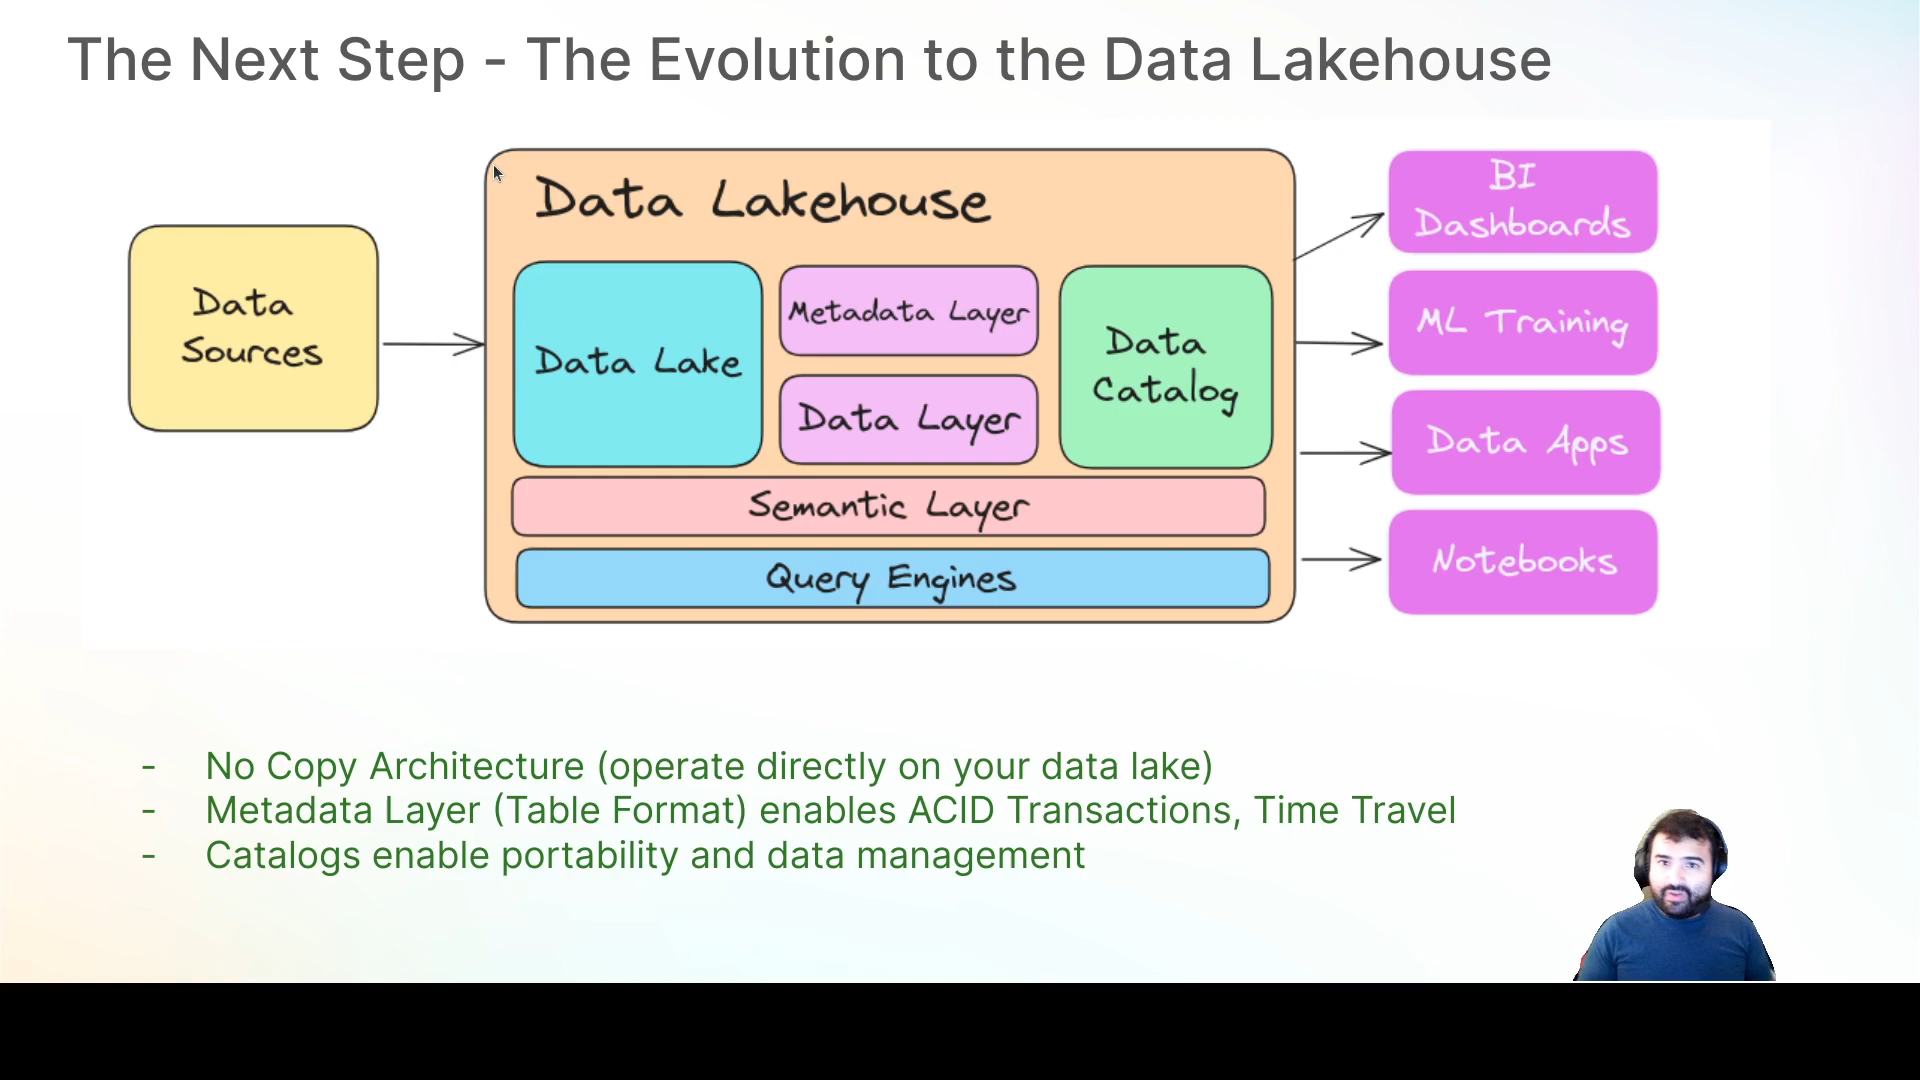 The Next Step - The Evolution to the Data Lakehouse
Data
Sources
Data Lakehouse
Data Lake
Metadata Layer
Data Layer
Data
Catalog
Semantic Layer
Query Engines
BI
Dashboards
ML Training
Data Apps
Notebooks
- No Copy Architecture (operate directly on your data lake)
- Metadata Layer (Table Format) enables ACID Transactions, Time Travel
- Catalogs enable portability and data management